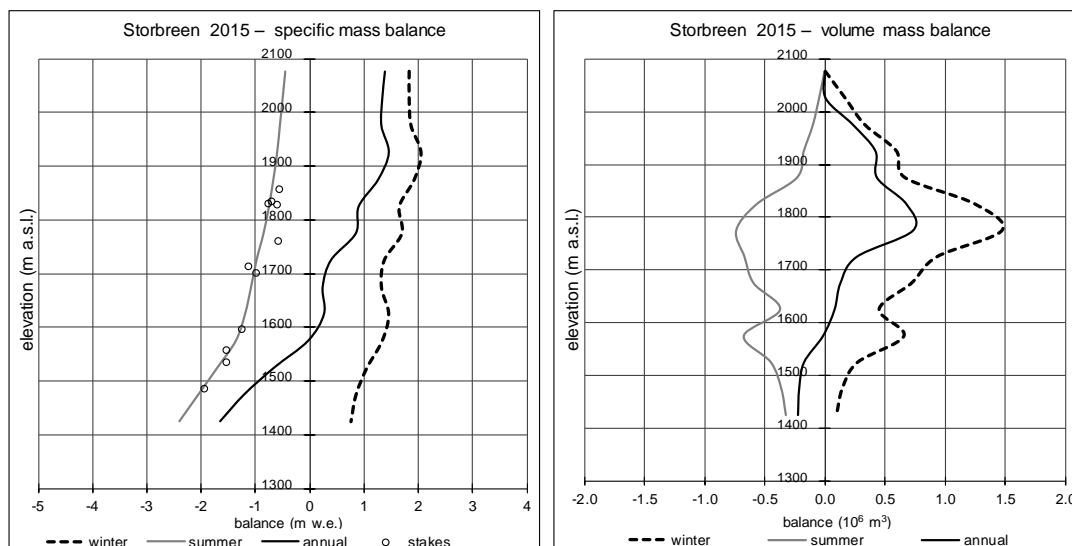 Storbreen 2015 – specific mass balance
elevation (m a.s.l.)
2100
2000
1900
1800
1700
1600
1500
1400
1300
-5 -4 -3 -2 -1 0 1 2 3 4
balance (m w.e.)
winter summer annual stakes
Storbreen 2015 – volume mass balance
elevation (m a.s.l.)
2100
2000
1900
1800
1700
1600
1500
1400
1300
-2.0 -1.5 -1.0 -0.5 0.0 0.5 1.0 1.5 2.0
balance (10⁶ m³)
winter summer annual